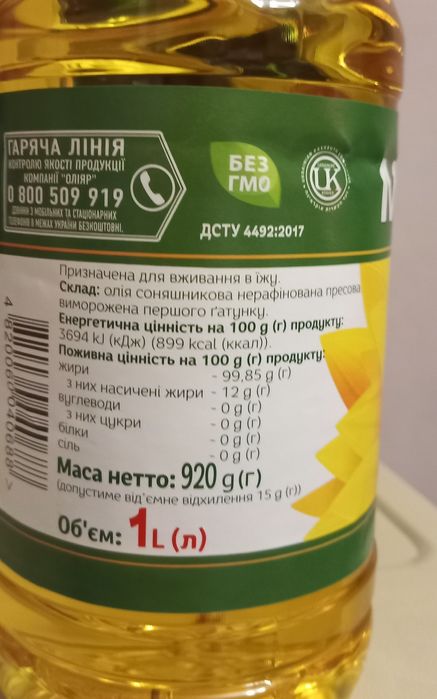 ГАРЯЧА ЛІНІЯ
КОНТРОЛЮ ЯКОСТІ ПРОДУКЦІЇ
КОМПАНІЇ "ОЛІЯР"
0 800 509 919
ДЗВІНКИ З МОБІЛЬНИХ ТА СТАЦІОНАРНИХ
ТЕЛЕФОНІВ В МЕЖАХ УКРАЇНИ БЕЗКОШТОВНІ.
БЕЗ
ГМО
UK
ДСТУ 4492:2017
Призначена для вживання в їжу.
Склад: олія соняшникова нерафінована пресова
виморожена першого ґатунку.
Енергетична цінність на 100 g (г) продукту:
3694 kJ (кДж) (899 kcal (ккал)).
Поживна цінність на 100 g (г) продукту:
жири - 99,85 g (г)
з них насичені жири - 12 g (г)
вуглеводи - 0 g (г)
з них цукри - 0 g (г)
білки - 0 g (г)
сіль - 0 g (г)
Маса нетто: 920 g (г)
(допустиме від'ємне відхилення 15 g (г))
Об'єм: 1L (л)
4820060040688 >